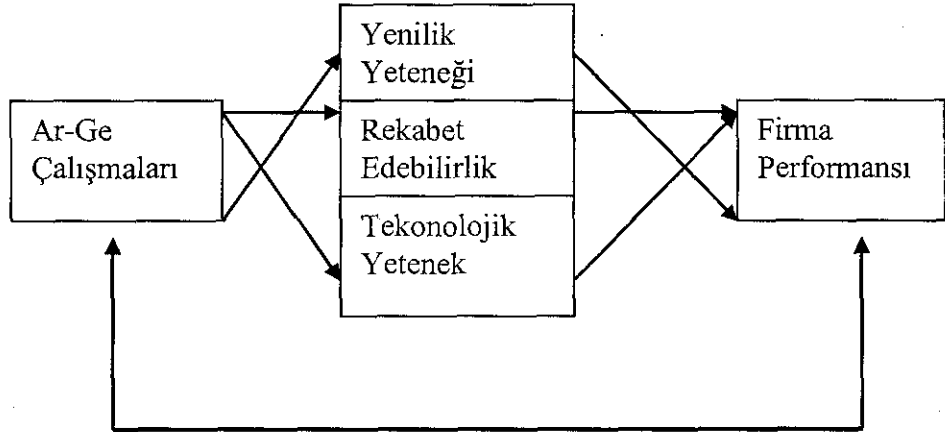 Yenilik
Yeteneği
Ar-Ge
Çalışmaları
Rekabet
Edebilirlik
Tekonolojik
Yetenek
Firma
Performansı